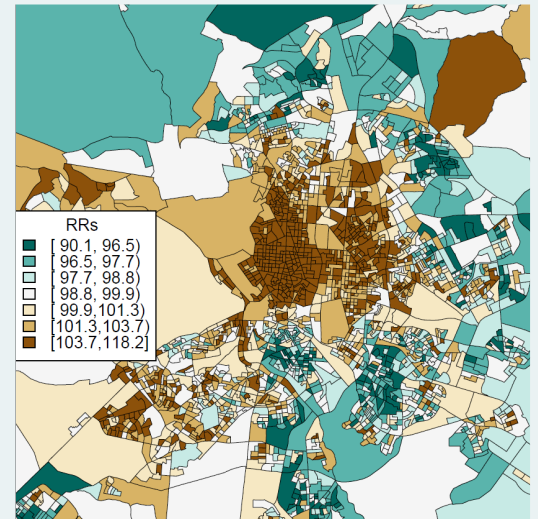 RRs
[ 90.1, 96.5)
[ 96.5, 97.7)
[ 97.7, 98.8)
[ 98.8, 99.9)
[ 99.9,101.3)
[101.3,103.7)
[103.7,118.2]